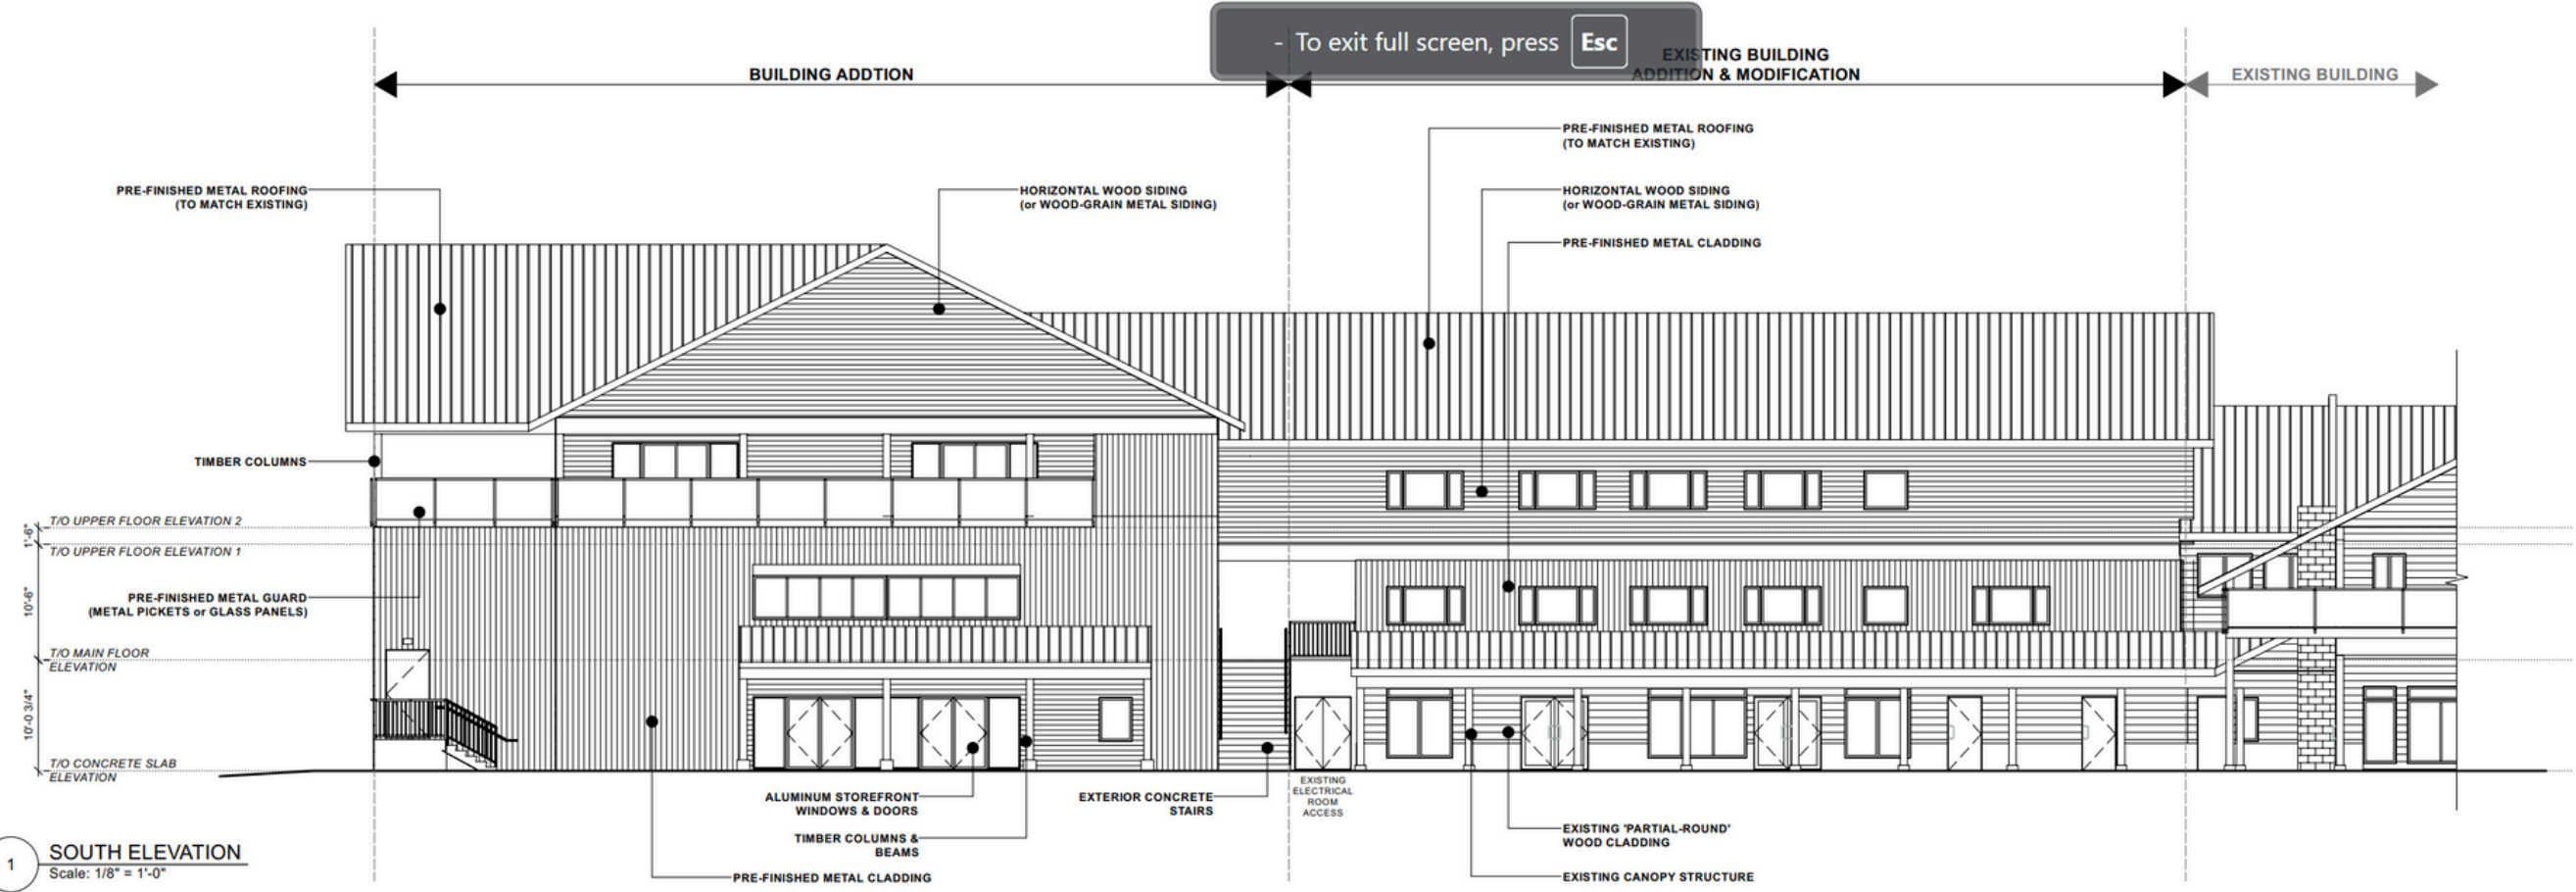 - To exit full screen, press Esc
BUILDING ADDTION
EXISTING BUILDING
ADDITION & MODIFICATION
EXISTING BUILDING
PRE-FINISHED METAL ROOFING
(TO MATCH EXISTING)
PRE-FINISHED METAL ROOFING
(TO MATCH EXISTING)
HORIZONTAL WOOD SIDING
(or WOOD-GRAIN METAL SIDING)
HORIZONTAL WOOD SIDING
(or WOOD-GRAIN METAL SIDING)
PRE-FINISHED METAL CLADDING
TIMBER COLUMNS
T/O UPPER FLOOR ELEVATION 2
1'-6"
T/O UPPER FLOOR ELEVATION 1
PRE-FINISHED METAL GUARD
(METAL PICKETS or GLASS PANELS)
10'-6"
T/O MAIN FLOOR
ELEVATION
10'-0 3/4"
T/O CONCRETE SLAB
ELEVATION
ALUMINUM STOREFRONT
WINDOWS & DOORS
TIMBER COLUMNS &
BEAMS
PRE-FINISHED METAL CLADDING
EXTERIOR CONCRETE
STAIRS
EXISTING
ELECTRICAL
ROOM
ACCESS
EXISTING 'PARTIAL-ROUND'
WOOD CLADDING
EXISTING CANOPY STRUCTURE
1
SOUTH ELEVATION
Scale: 1/8" = 1'-0"